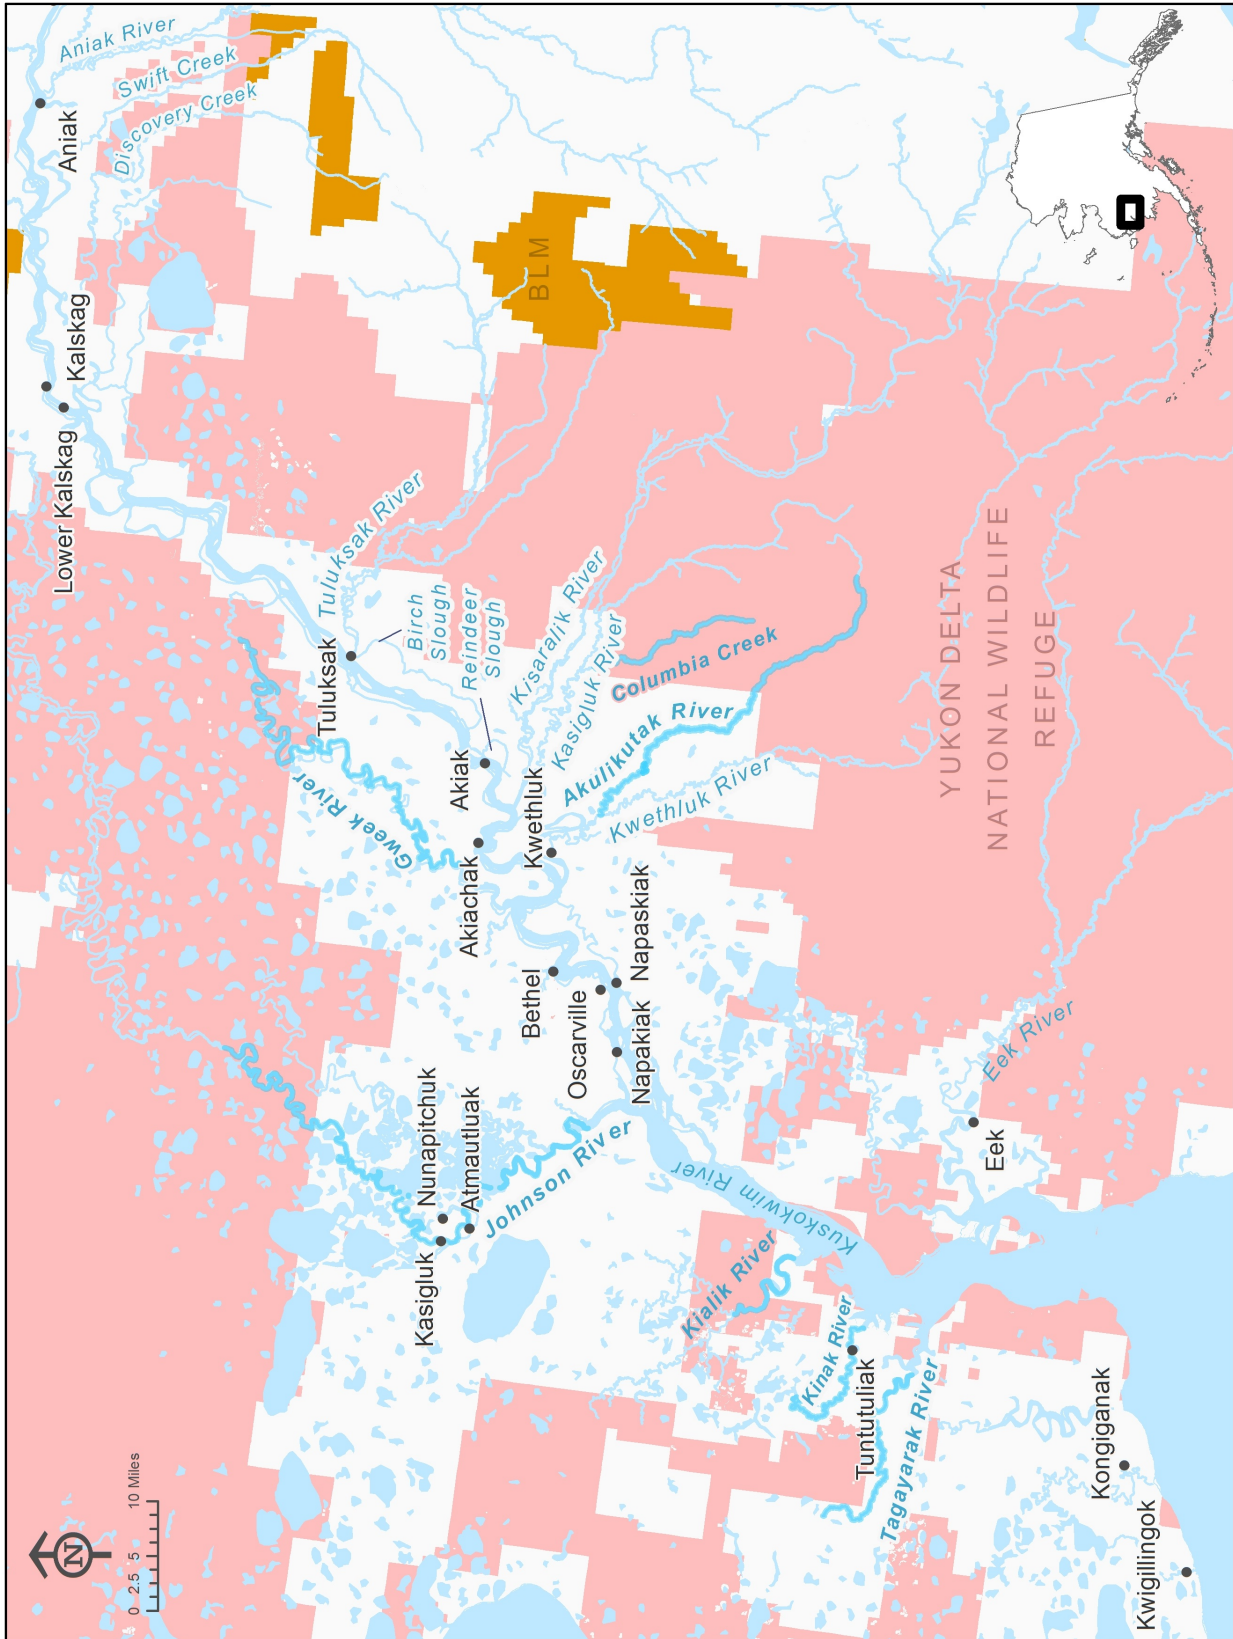 Aniak River
Swift Creek
Discovery Creek
Aniak
Kalskag
Lower Kalskag
Tuluksak River
Birch
Slough
Reindeer
Slough
Tuluksak
Kisaralik River
Kasigluk River
Columbia Creek
Akulikutak River
Kwethluk River
Gweek River
Akiak
Akiachak
Kwethluk
Bethel
Oscarville
Napaskiak
Napakiak
BLM
YUKON DELTA
NATIONAL WILDLIFE
REFUGE
Nunapitchuk
Atmautluak
Kasigluk
Johnson River
Kuskokwim River
Kialik River
Kinak River
Tuntutuliak
Tagayarak River
Eek River
Eek
Kongiganak
Kwigillingok
N
0 2.5 5 10 Miles